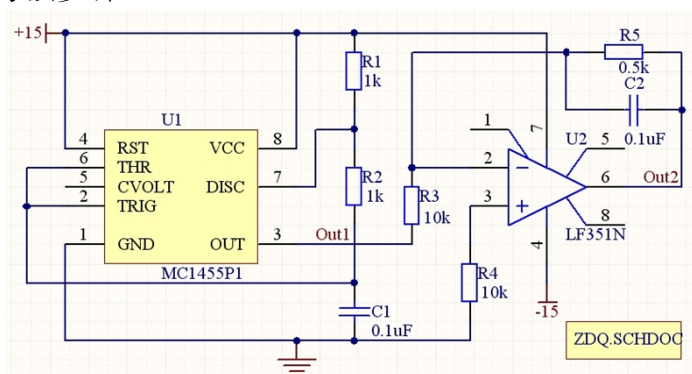 +15
R1
1k
R5
0.5k
C2
0.1uF
U1
4
RST
VCC
8
6
THR
5
CVOLT
DISC
7
2
TRIG
1
GND
OUT
3
MC1455P1
R2
1k
Out1
R3
10k
1
7
U2
5
2
3
6
Out2
8
LF351N
4
-15
R4
10k
C1
0.1uF
ZDQ.SCHDOC